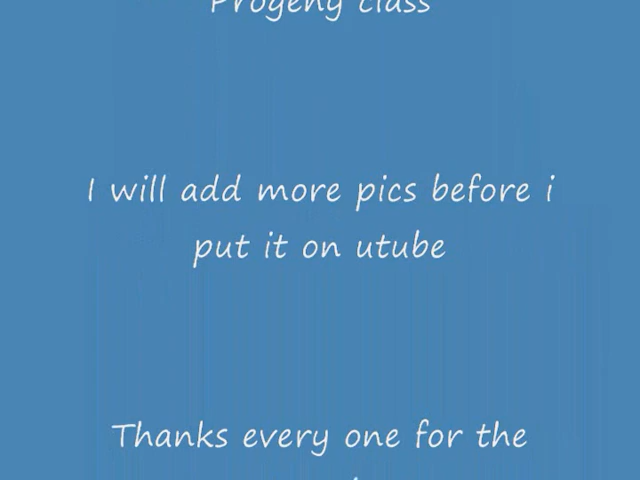 Progeny class
I will add more pics before i
put it on utube
Thanks every one for the